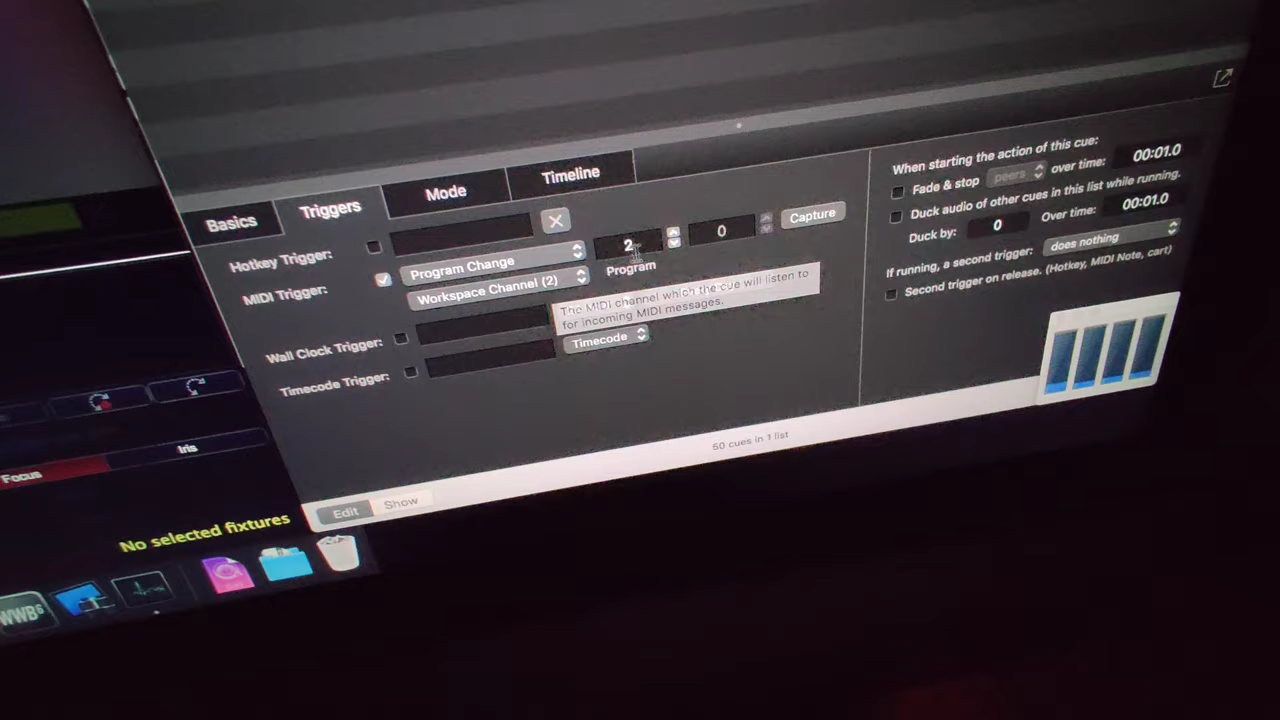 Basics
Triggers
Mode
Timeline
Hotkey Trigger:
MIDI Trigger:
Program Change
2
0
Capture
Workspace Channel (2)
Program
The MIDI channel which the cue will listen to
for incoming MIDI messages.
Wall Clock Trigger:
Timecode Trigger:
Timecode
When starting the action of this cue:
Fade & stop
peers
over time:
00:01.0
Duck audio of other cues in this list while running.
Duck by:
0
Over time:
00:01.0
If running, a second trigger:
does nothing
Second trigger on release. (Hotkey, MIDI Note, cart)
50 cues in 1 list
Edit
Show
Focus
Iris
No selected fixtures
WWB6